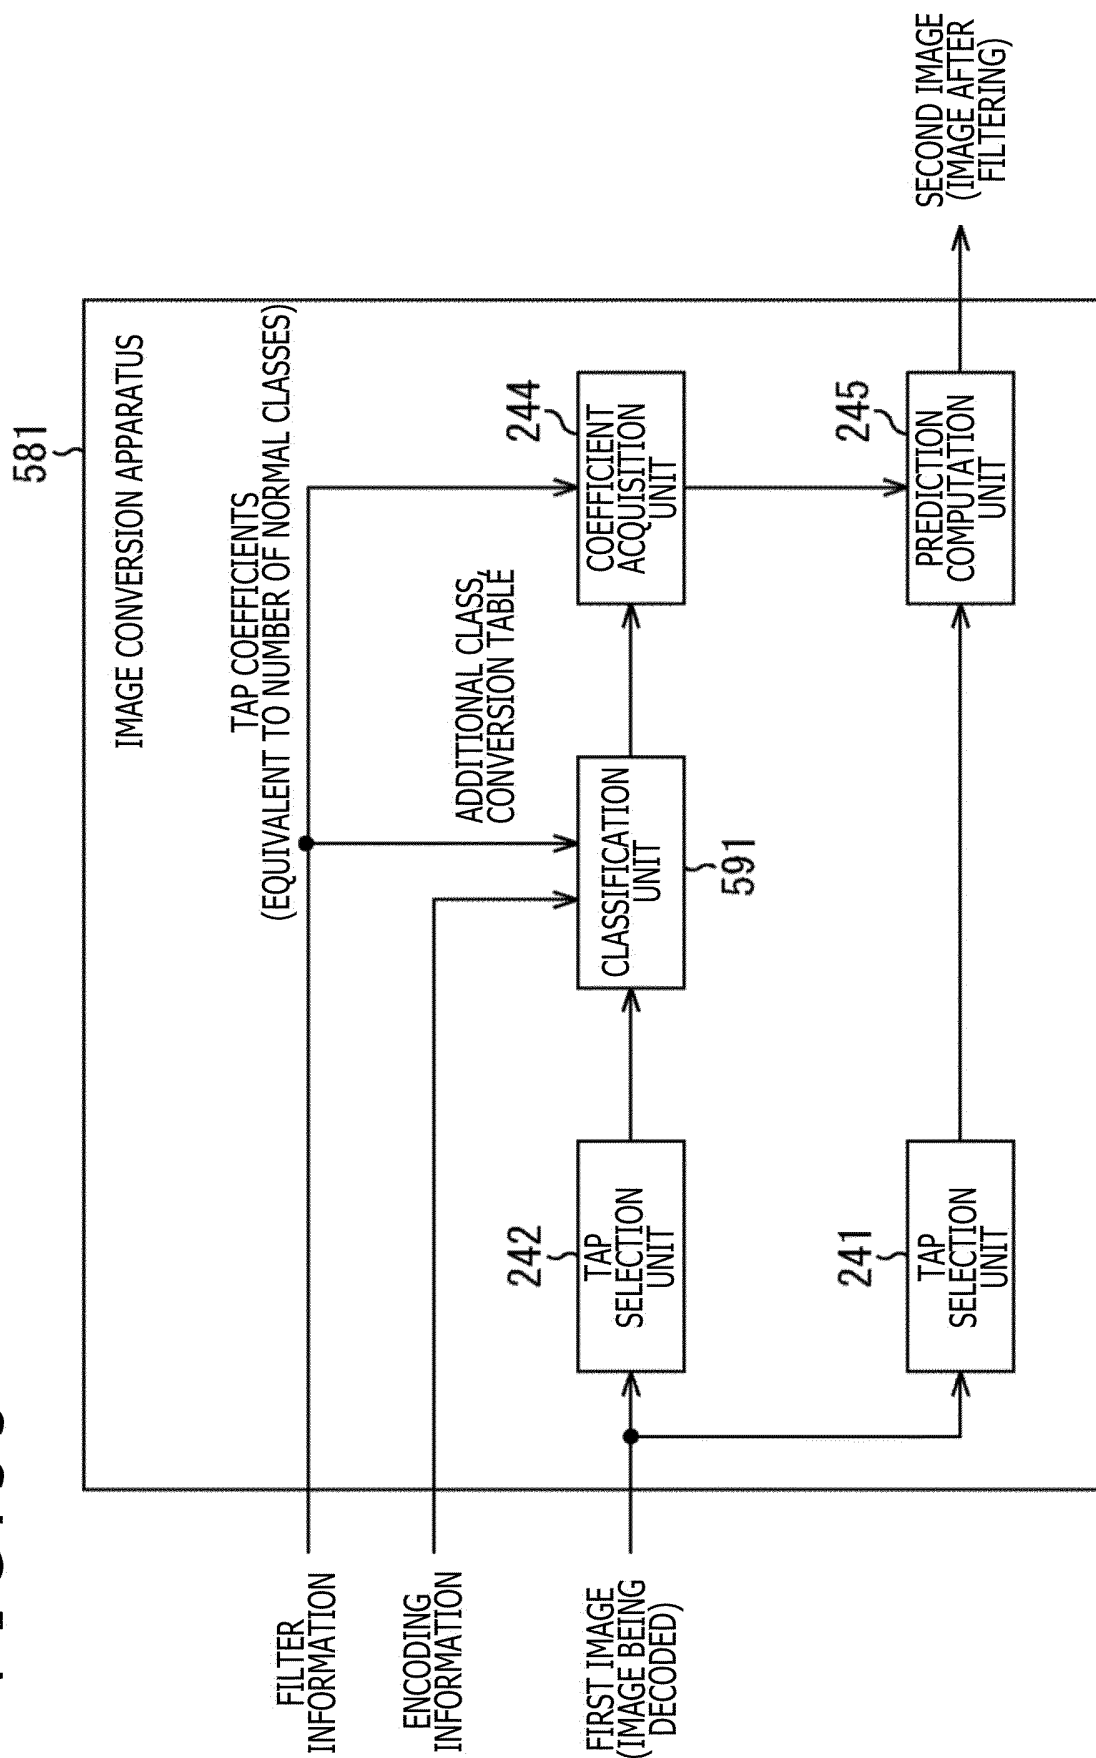 581
IMAGE CONVERSION APPARATUS
TAP COEFFICIENTS
(EQUIVALENT TO NUMBER OF NORMAL CLASSES)
FILTER
INFORMATION
ENCODING
INFORMATION
ADDITIONAL CLASS,
CONVERSION TABLE
FIRST IMAGE
(IMAGE BEING
DECODED)
242
TAP
SELECTION
UNIT
CLASSIFICATION
UNIT
591
244
COEFFICIENT
ACQUISITION
UNIT
241
TAP
SELECTION
UNIT
245
PREDICTION
COMPUTATION
UNIT
SECOND IMAGE
(IMAGE AFTER
FILTERING)